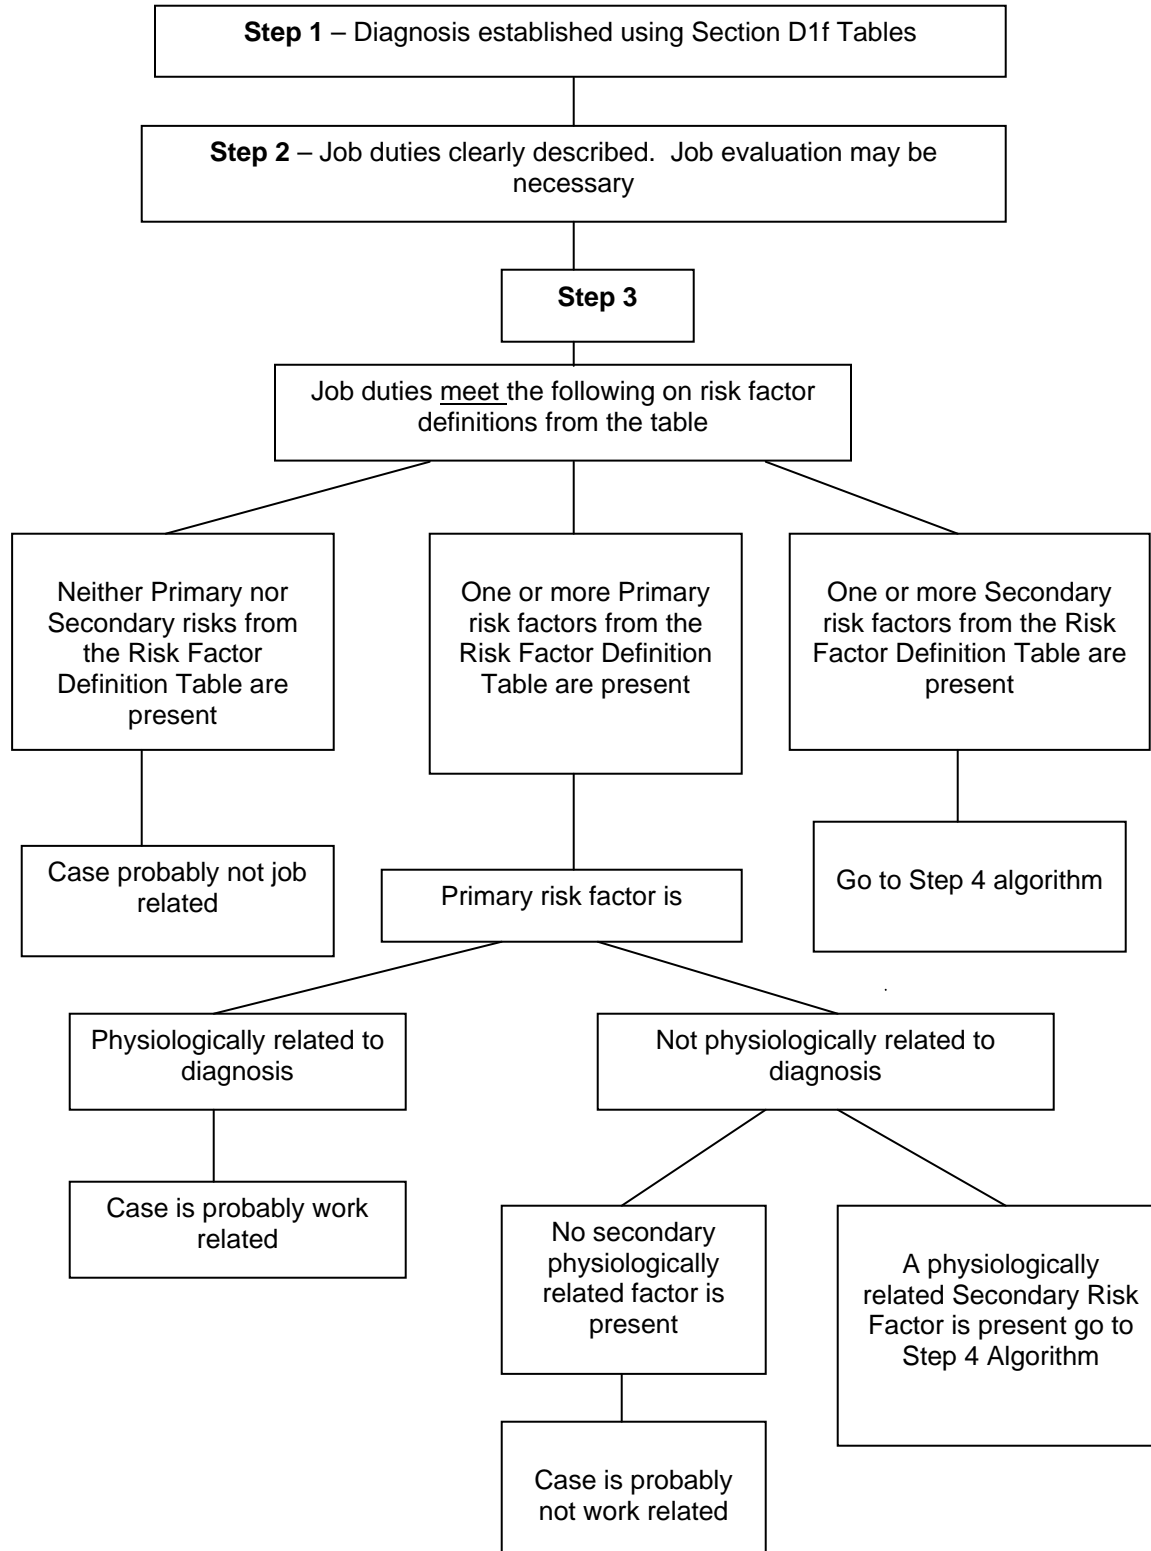 Step 1 – Diagnosis established using Section D1f Tables
Step 2 – Job duties clearly described.  Job evaluation may be
necessary
Step 3
Job duties meet the following on risk factor
definitions from the table
Neither Primary nor
Secondary risks from
the Risk Factor
Definition Table are
present
One or more Primary
risk factors from the
Risk Factor Definition
Table are present
One or more Secondary
risk factors from the Risk
Factor Definition Table are
present
Case probably not job
related
Primary risk factor is
Go to Step 4 algorithm
Physiologically related to
diagnosis
Not physiologically related to
diagnosis
Case is probably work
related
No secondary
physiologically
related factor is
present
A physiologically
related Secondary Risk
Factor is present go to
Step 4 Algorithm
Case is probably
not work related